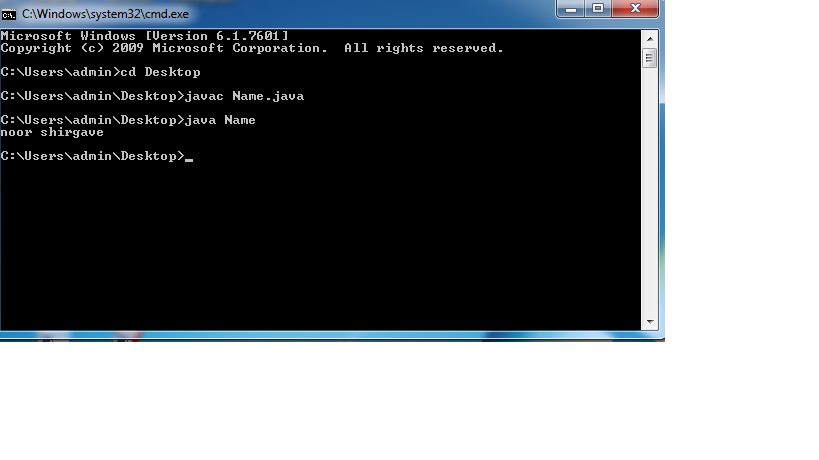 C:\Windows\system32\cmd.exe
Microsoft Windows [Version 6.1.7601]
Copyright (c) 2009 Microsoft Corporation.  All rights reserved.
C:\Users\admin>cd Desktop
C:\Users\admin\Desktop>javac Name.java
C:\Users\admin\Desktop>java Name
noor shirgave
C:\Users\admin\Desktop>